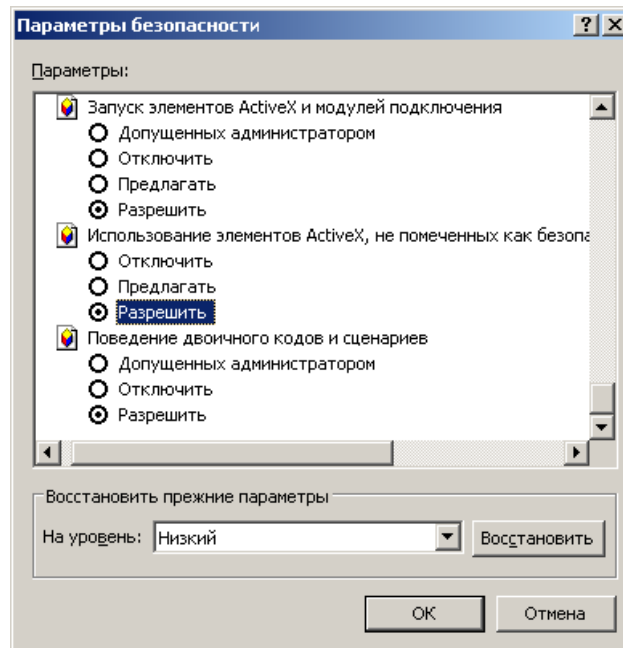 Параметры безопасности
Параметры:
Запуск элементов ActiveX и модулей подключения
Допущенных администратором
Отключить
Предлагать
Разрешить
Использование элементов ActiveX, не помеченных как безопа
Отключить
Предлагать
Разрешить
Поведение двоичного кодов и сценариев
Допущенных администратором
Отключить
Разрешить
Восстановить прежние параметры
На уровень: Низкий Восстановить
OK Отмена